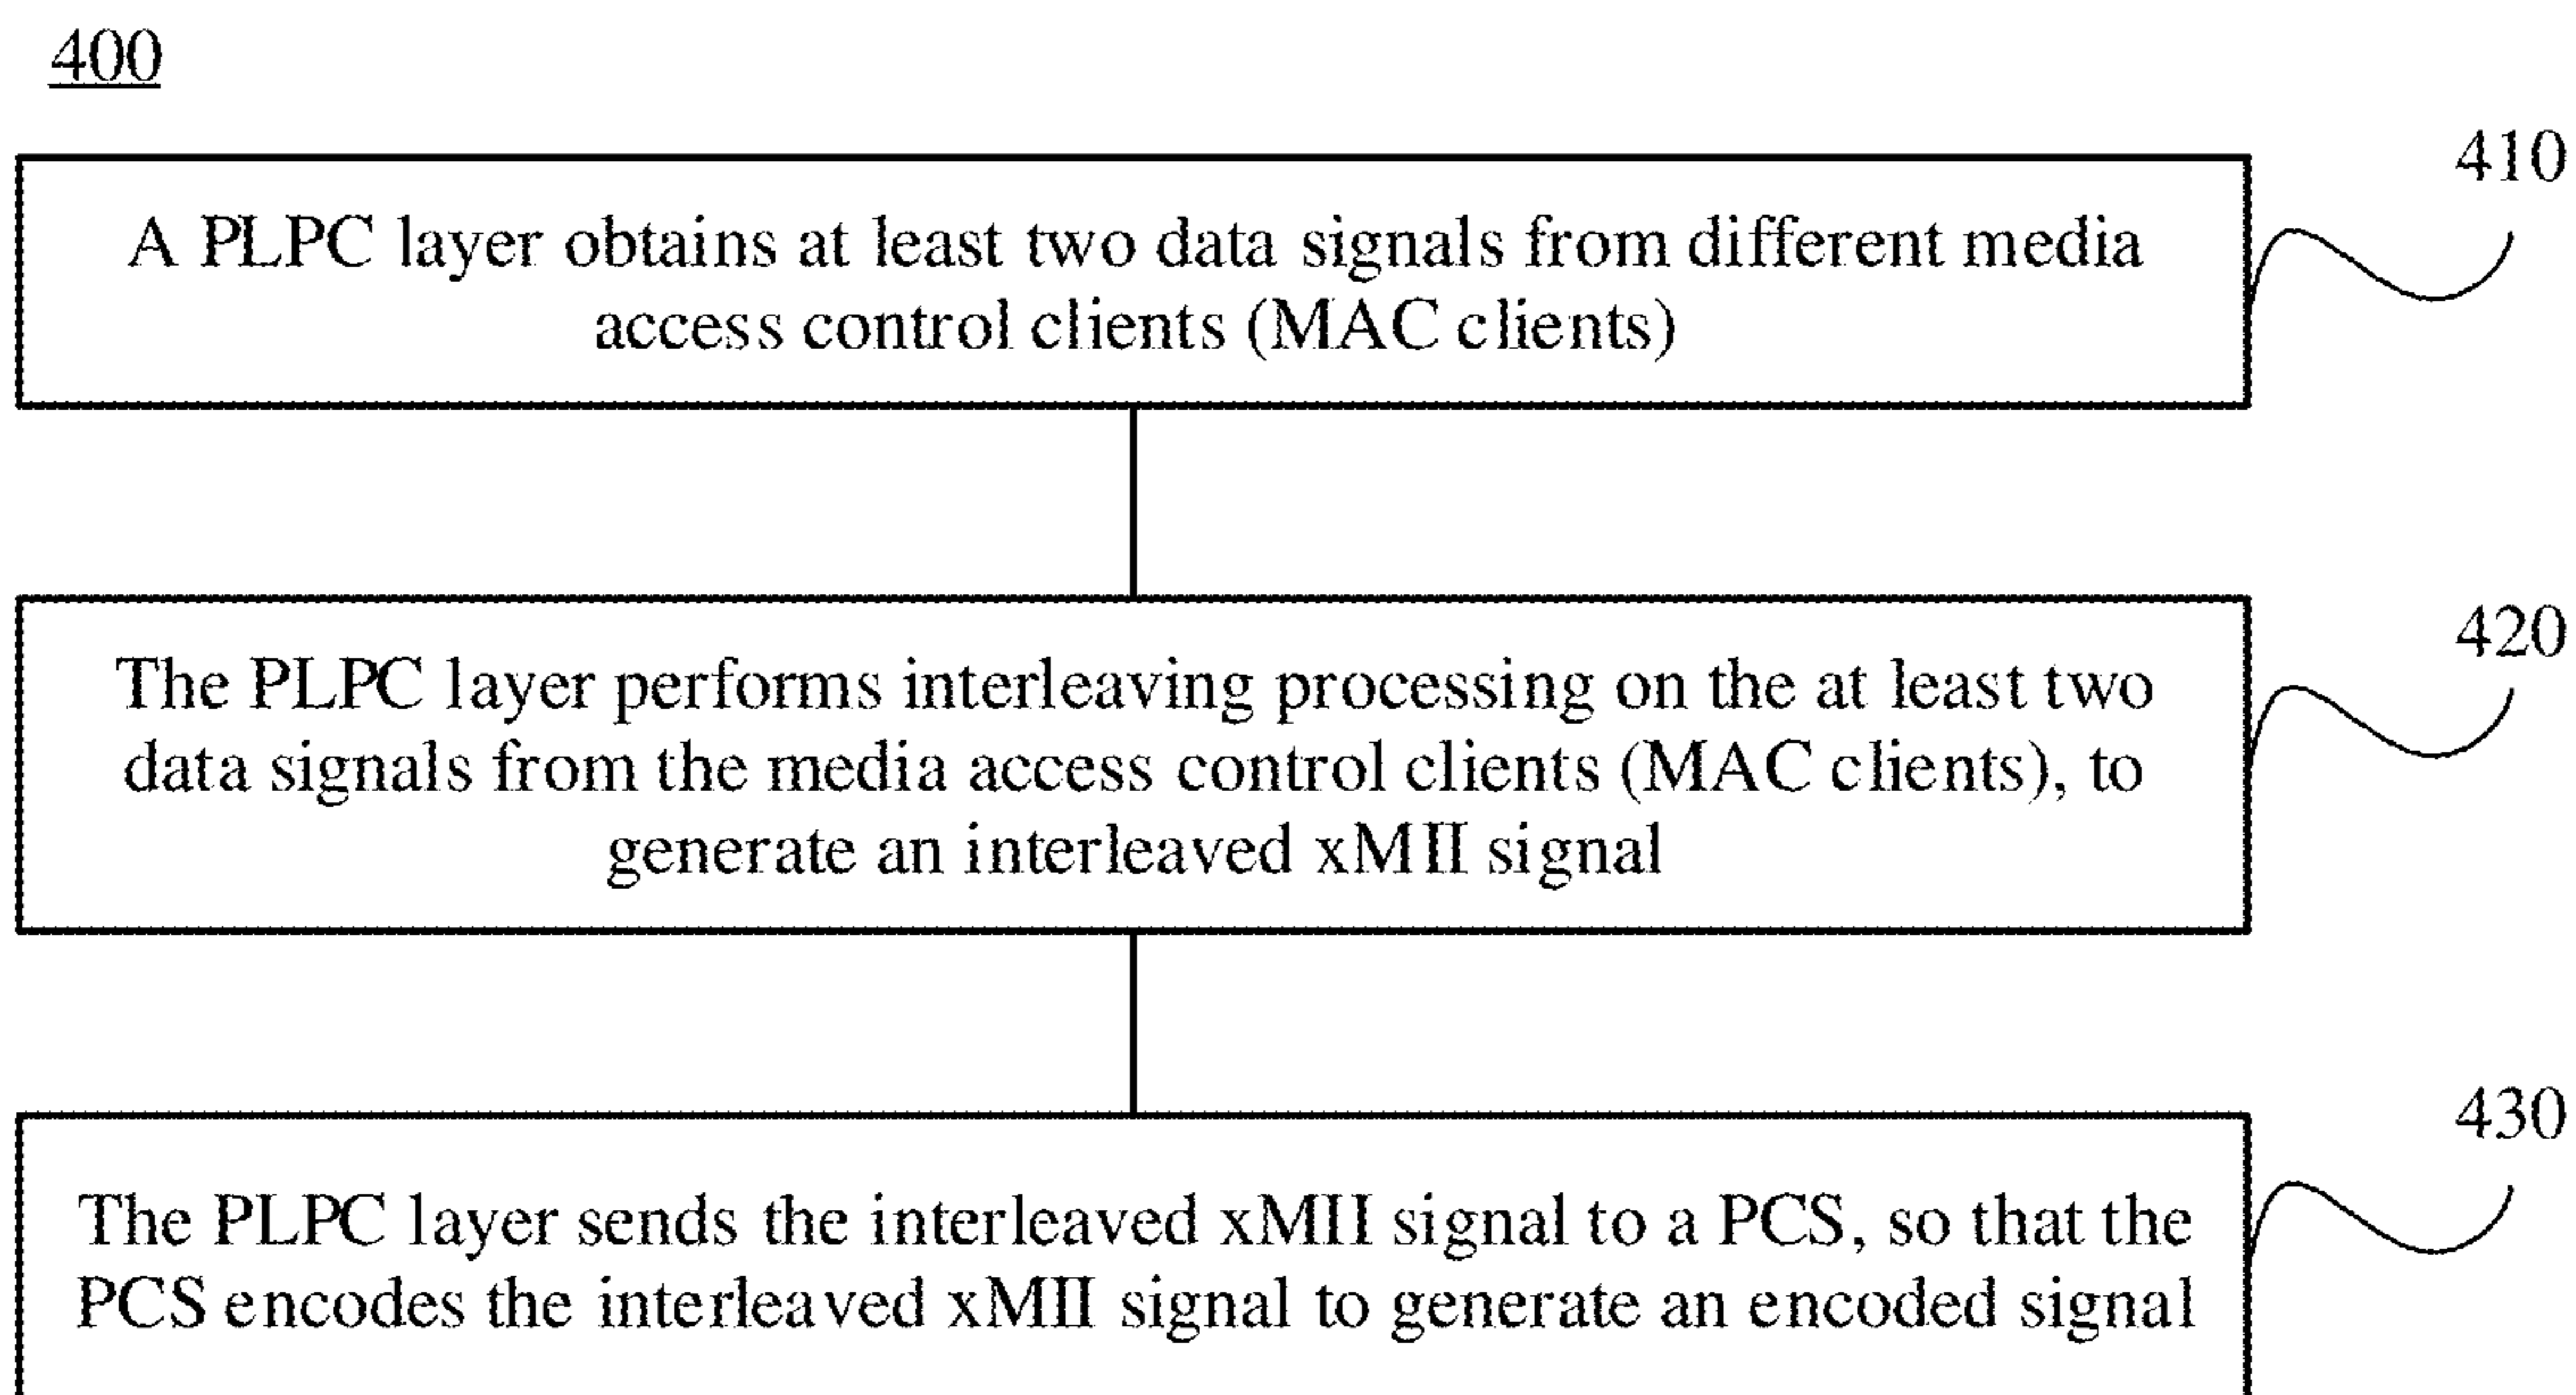 400
410
A PLPC layer obtains at least two data signals from different media
access control clients (MAC clients)
420
The PLPC layer performs interleaving processing on the at least two
data signals from the media access control clients (MAC clients), to
generate an interleaved xMII signal
430
The PLPC layer sends the interleaved xMII signal to a PCS, so that the
PCS encodes the interleaved xMII signal to generate an encoded signal